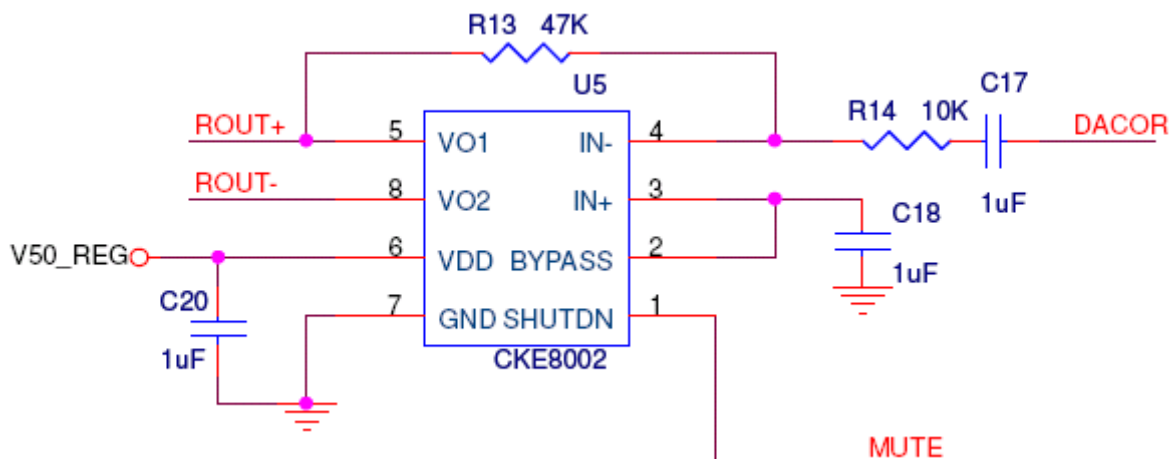 R13 47K
U5
C17
ROUT+ 5 VO1 IN- 4 R14 10K DACOR
ROUT- 8 VO2 IN+ 3 C18 1uF
V50_REG 6 VDD BYPASS 2 1uF
C20 7 GND SHUTDN 1
1uF CKE8002
MUTE